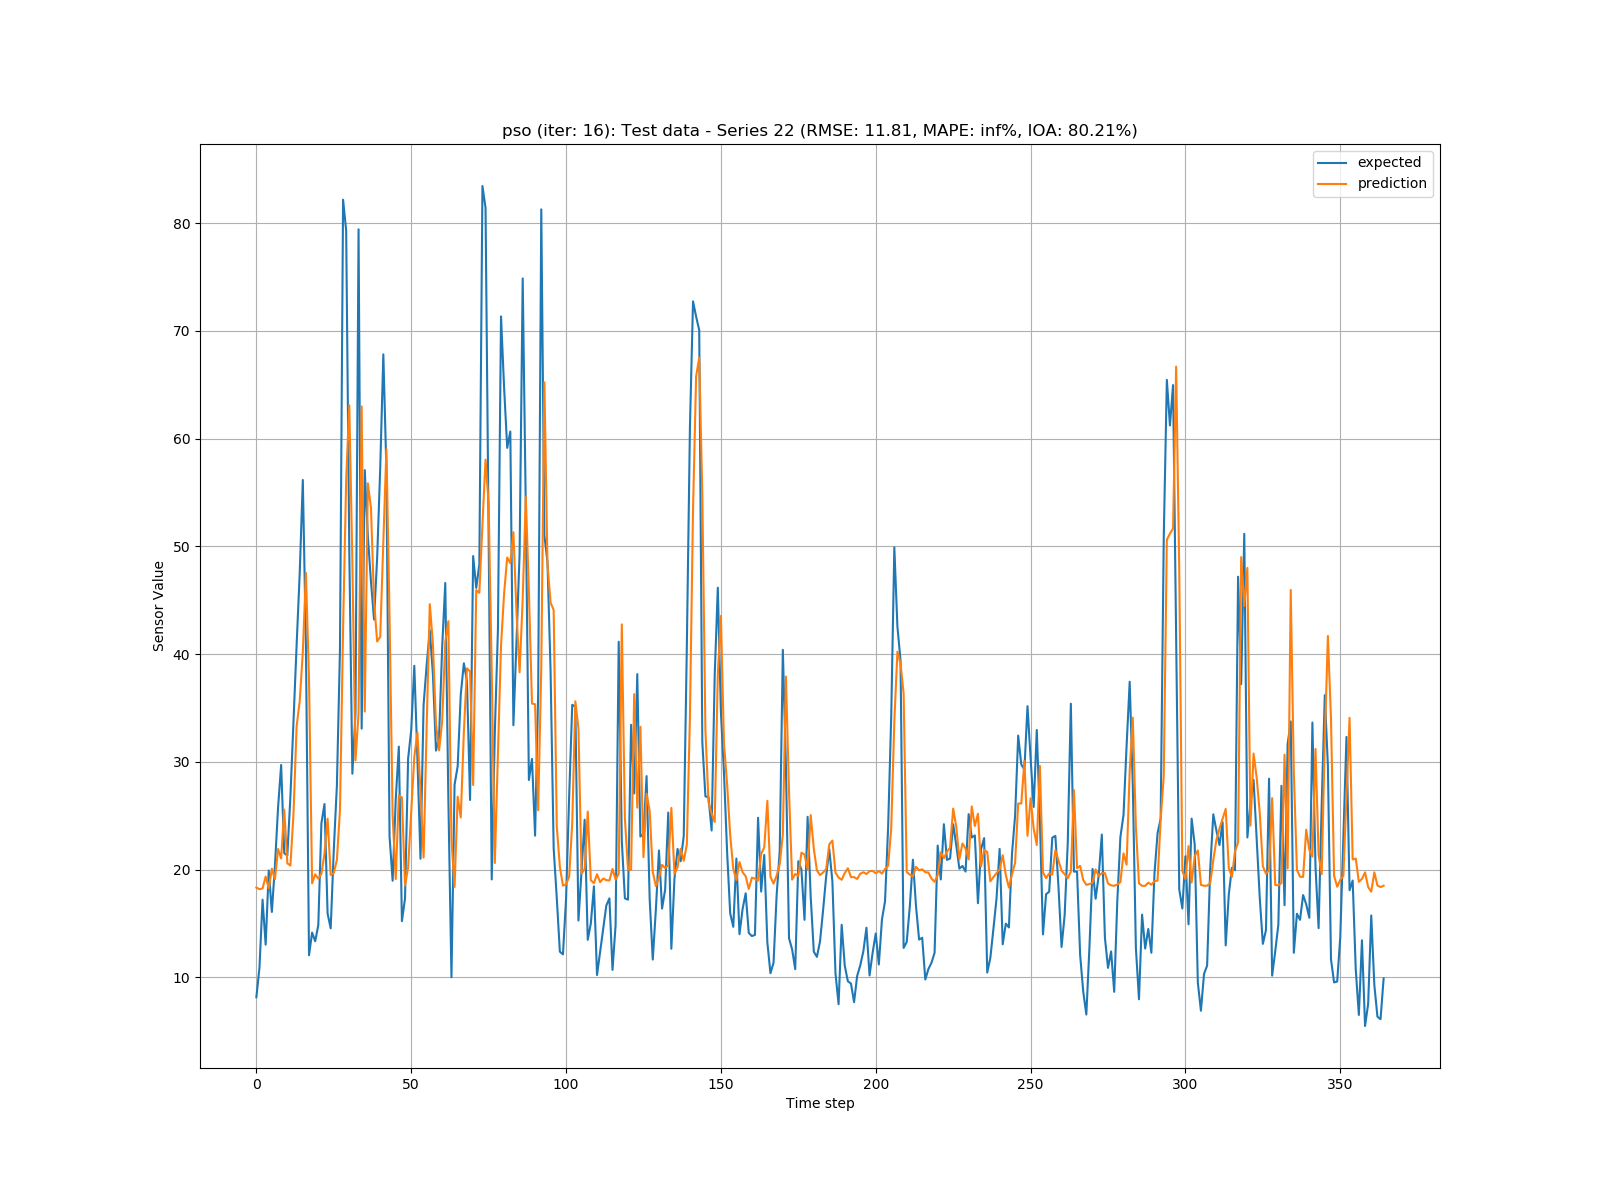 pso (iter: 16): Test data - Series 22 (RMSE: 11.81, MAPE: inf%, IOA: 80.21%)
expected
prediction
80
70
60
50
40
30
20
10
Sensor Value
0 50 100 150 200 250 300 350
Time step